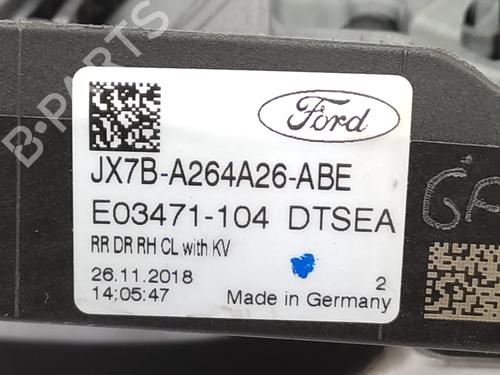 B-PARTS
Ford
JX7B-A264A26-ABE
E03471-104 DTSEA
RR DR RH CL with KV
26.11.2018
2
14:05:47
Made in Germany